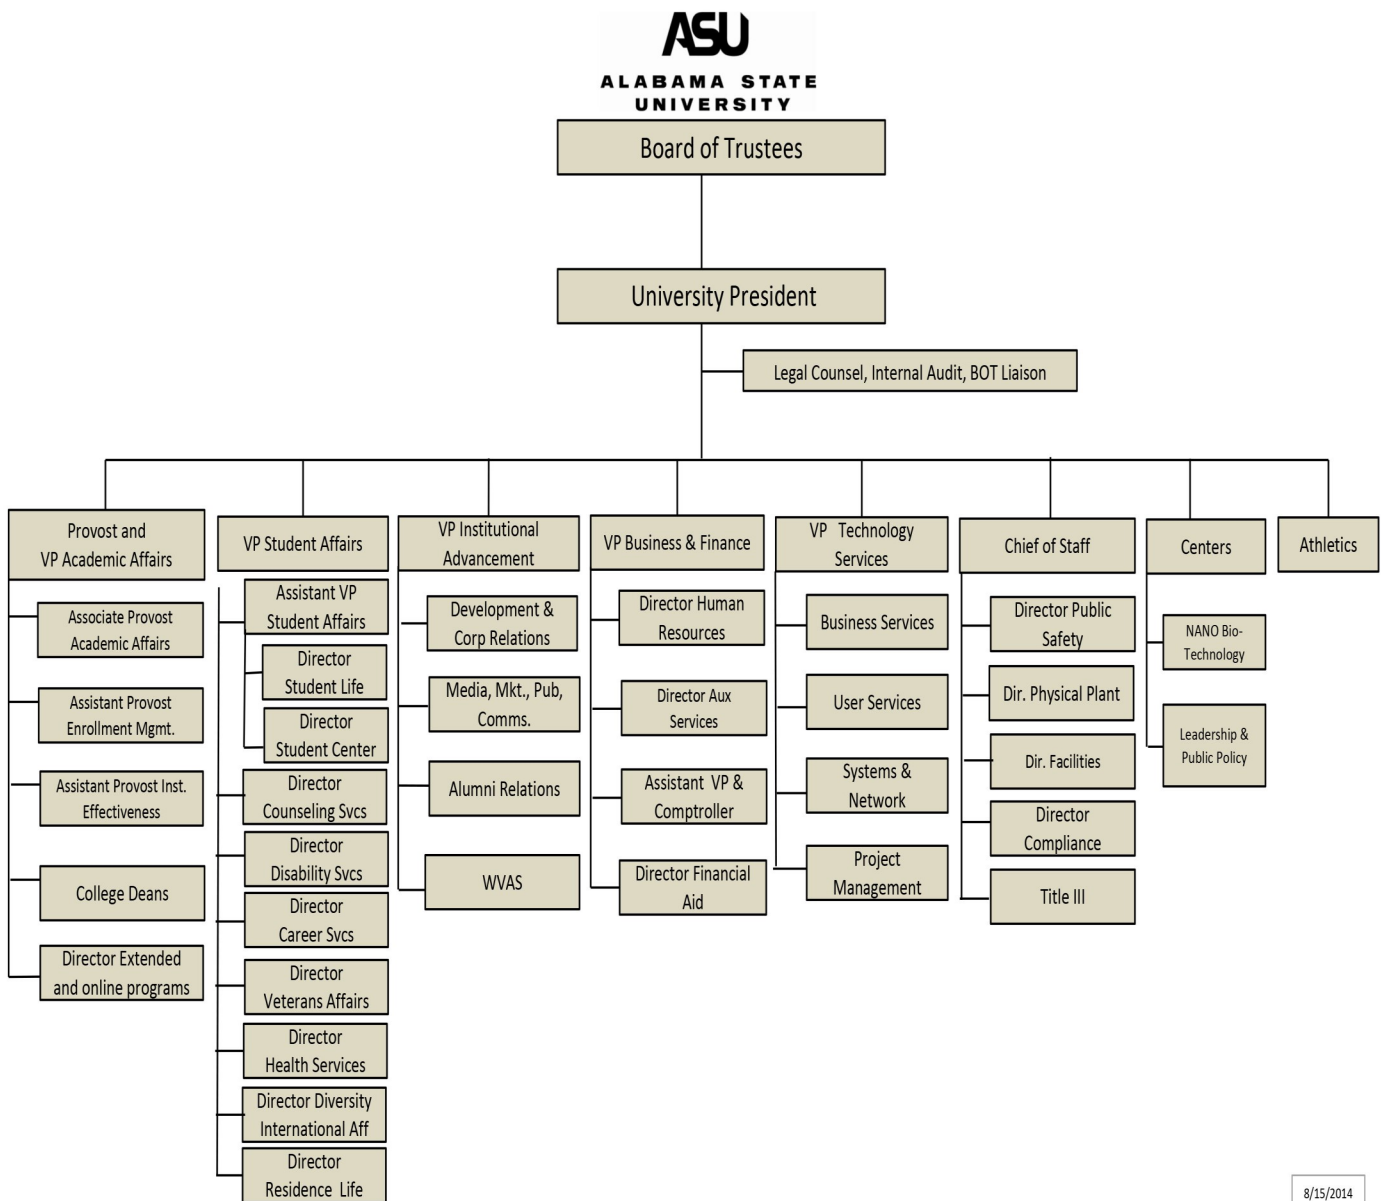 ASU
ALABAMA STATE
UNIVERSITY
Board of Trustees
University President
Legal Counsel, Internal Audit, BOT Liaison
Provost and
VP Academic Affairs
Associate Provost
Academic Affairs
Assistant Provost
Enrollment Mgmt.
Assistant Provost Inst.
Effectiveness
College Deans
Director Extended
and online programs
VP Student Affairs
Assistant VP
Student Affairs
Director
Student Life
Director
Student Center
Director
Counseling Svcs
Director
Disability Svcs
Director
Career Svcs
Director
Veterans Affairs
Director
Health Services
Director Diversity
International Aff
Director
Residence Life
VP Institutional
Advancement
Development &
Corp Relations
Media, Mkt., Pub,
Comms.
Alumni Relations
WVAS
VP Business & Finance
Director Human
Resources
Director Aux
Services
Assistant VP &
Comptroller
Director Financial
Aid
VP Technology
Services
Business Services
User Services
Systems &
Network
Project
Management
Chief of Staff
Director Public
Safety
Dir. Physical Plant
Dir. Facilities
Director
Compliance
Title III
Centers
NANO Bio-
Technology
Leadership &
Public Policy
Athletics
8/15/2014